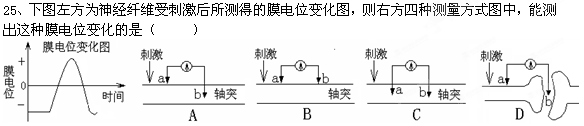 25、下图左方为神经纤维受刺激后所测得的膜电位变化图，则右方四种测量方式图中，能测
出这种膜电位变化的是（　　）
膜电位变化图
膜电位
+
0
−
时间
刺激
a
b
轴突
A
刺激
a
b
轴突
B
刺激
a
b
轴突
C
刺激
a
b
D